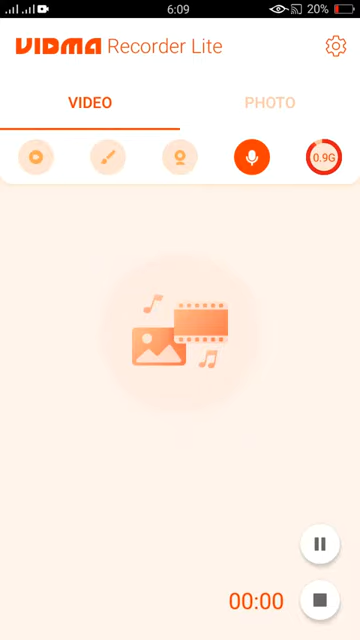 6:09
20%
VIDMA Recorder Lite
VIDEO
PHOTO
0.9G
00:00